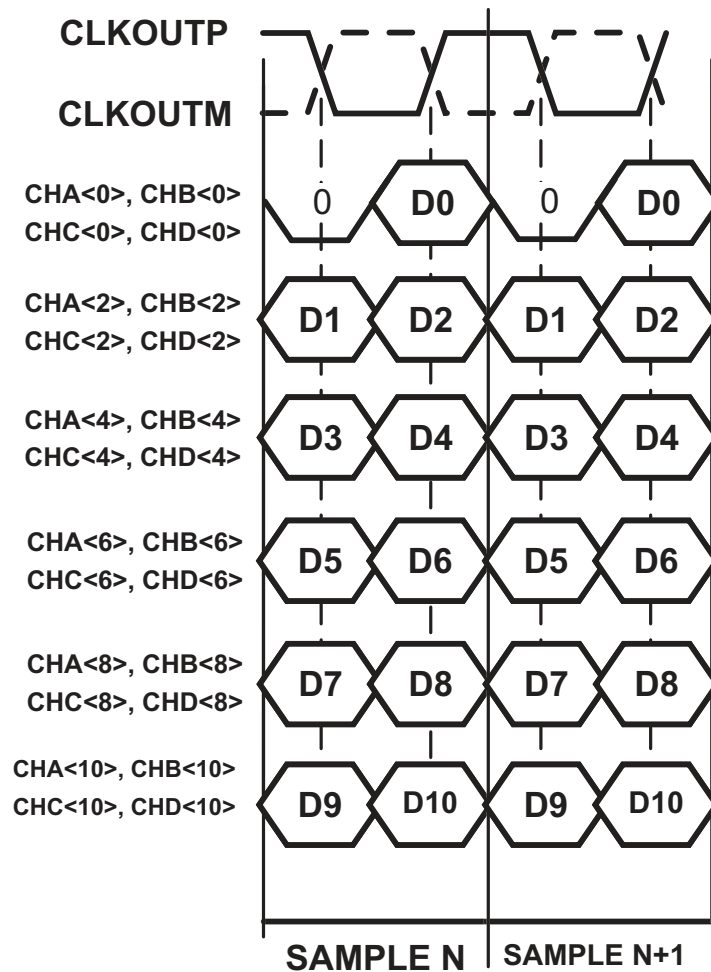 CLKOUTP
CLKOUTM
CHA<0>, CHB<0>
CHC<0>, CHD<0>
0 D0 0 D0
CHA<2>, CHB<2>
CHC<2>, CHD<2>
D1 D2 D1 D2
CHA<4>, CHB<4>
CHC<4>, CHD<4>
D3 D4 D3 D4
CHA<6>, CHB<6>
CHC<6>, CHD<6>
D5 D6 D5 D6
CHA<8>, CHB<8>
CHC<8>, CHD<8>
D7 D8 D7 D8
CHA<10>, CHB<10>
CHC<10>, CHD<10>
D9 D10 D9 D10
SAMPLE N SAMPLE N+1